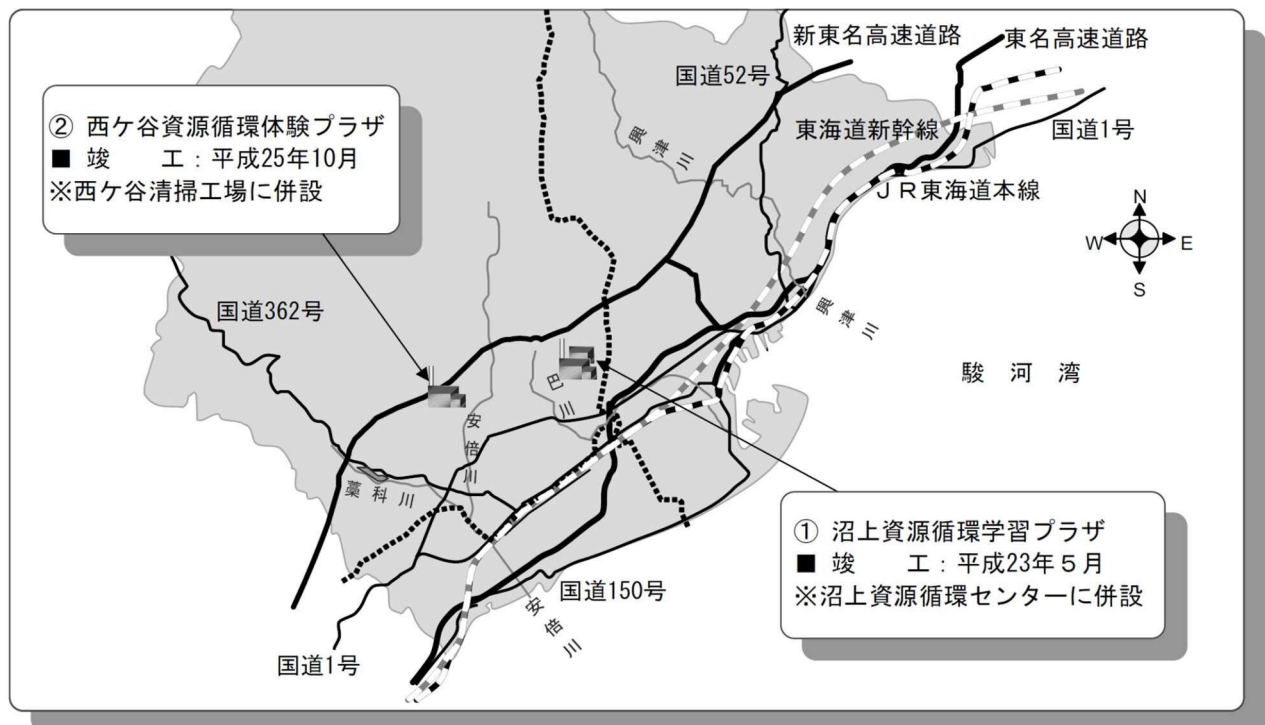 新東名高速道路
東名高速道路
国道52号
② 西ケ谷資源循環体験プラザ
■ 竣　　工：平成25年10月
※西ケ谷清掃工場に併設
興津川
東海道新幹線
国道1号
ＪＲ東海道本線
N
W
E
S
国道362号
興津川
駿　河　湾
巴川
安倍川
藁科川
① 沼上資源循環学習プラザ
■ 竣　　工：平成23年５月
※沼上資源循環センターに併設
国道150号
安倍川
国道1号